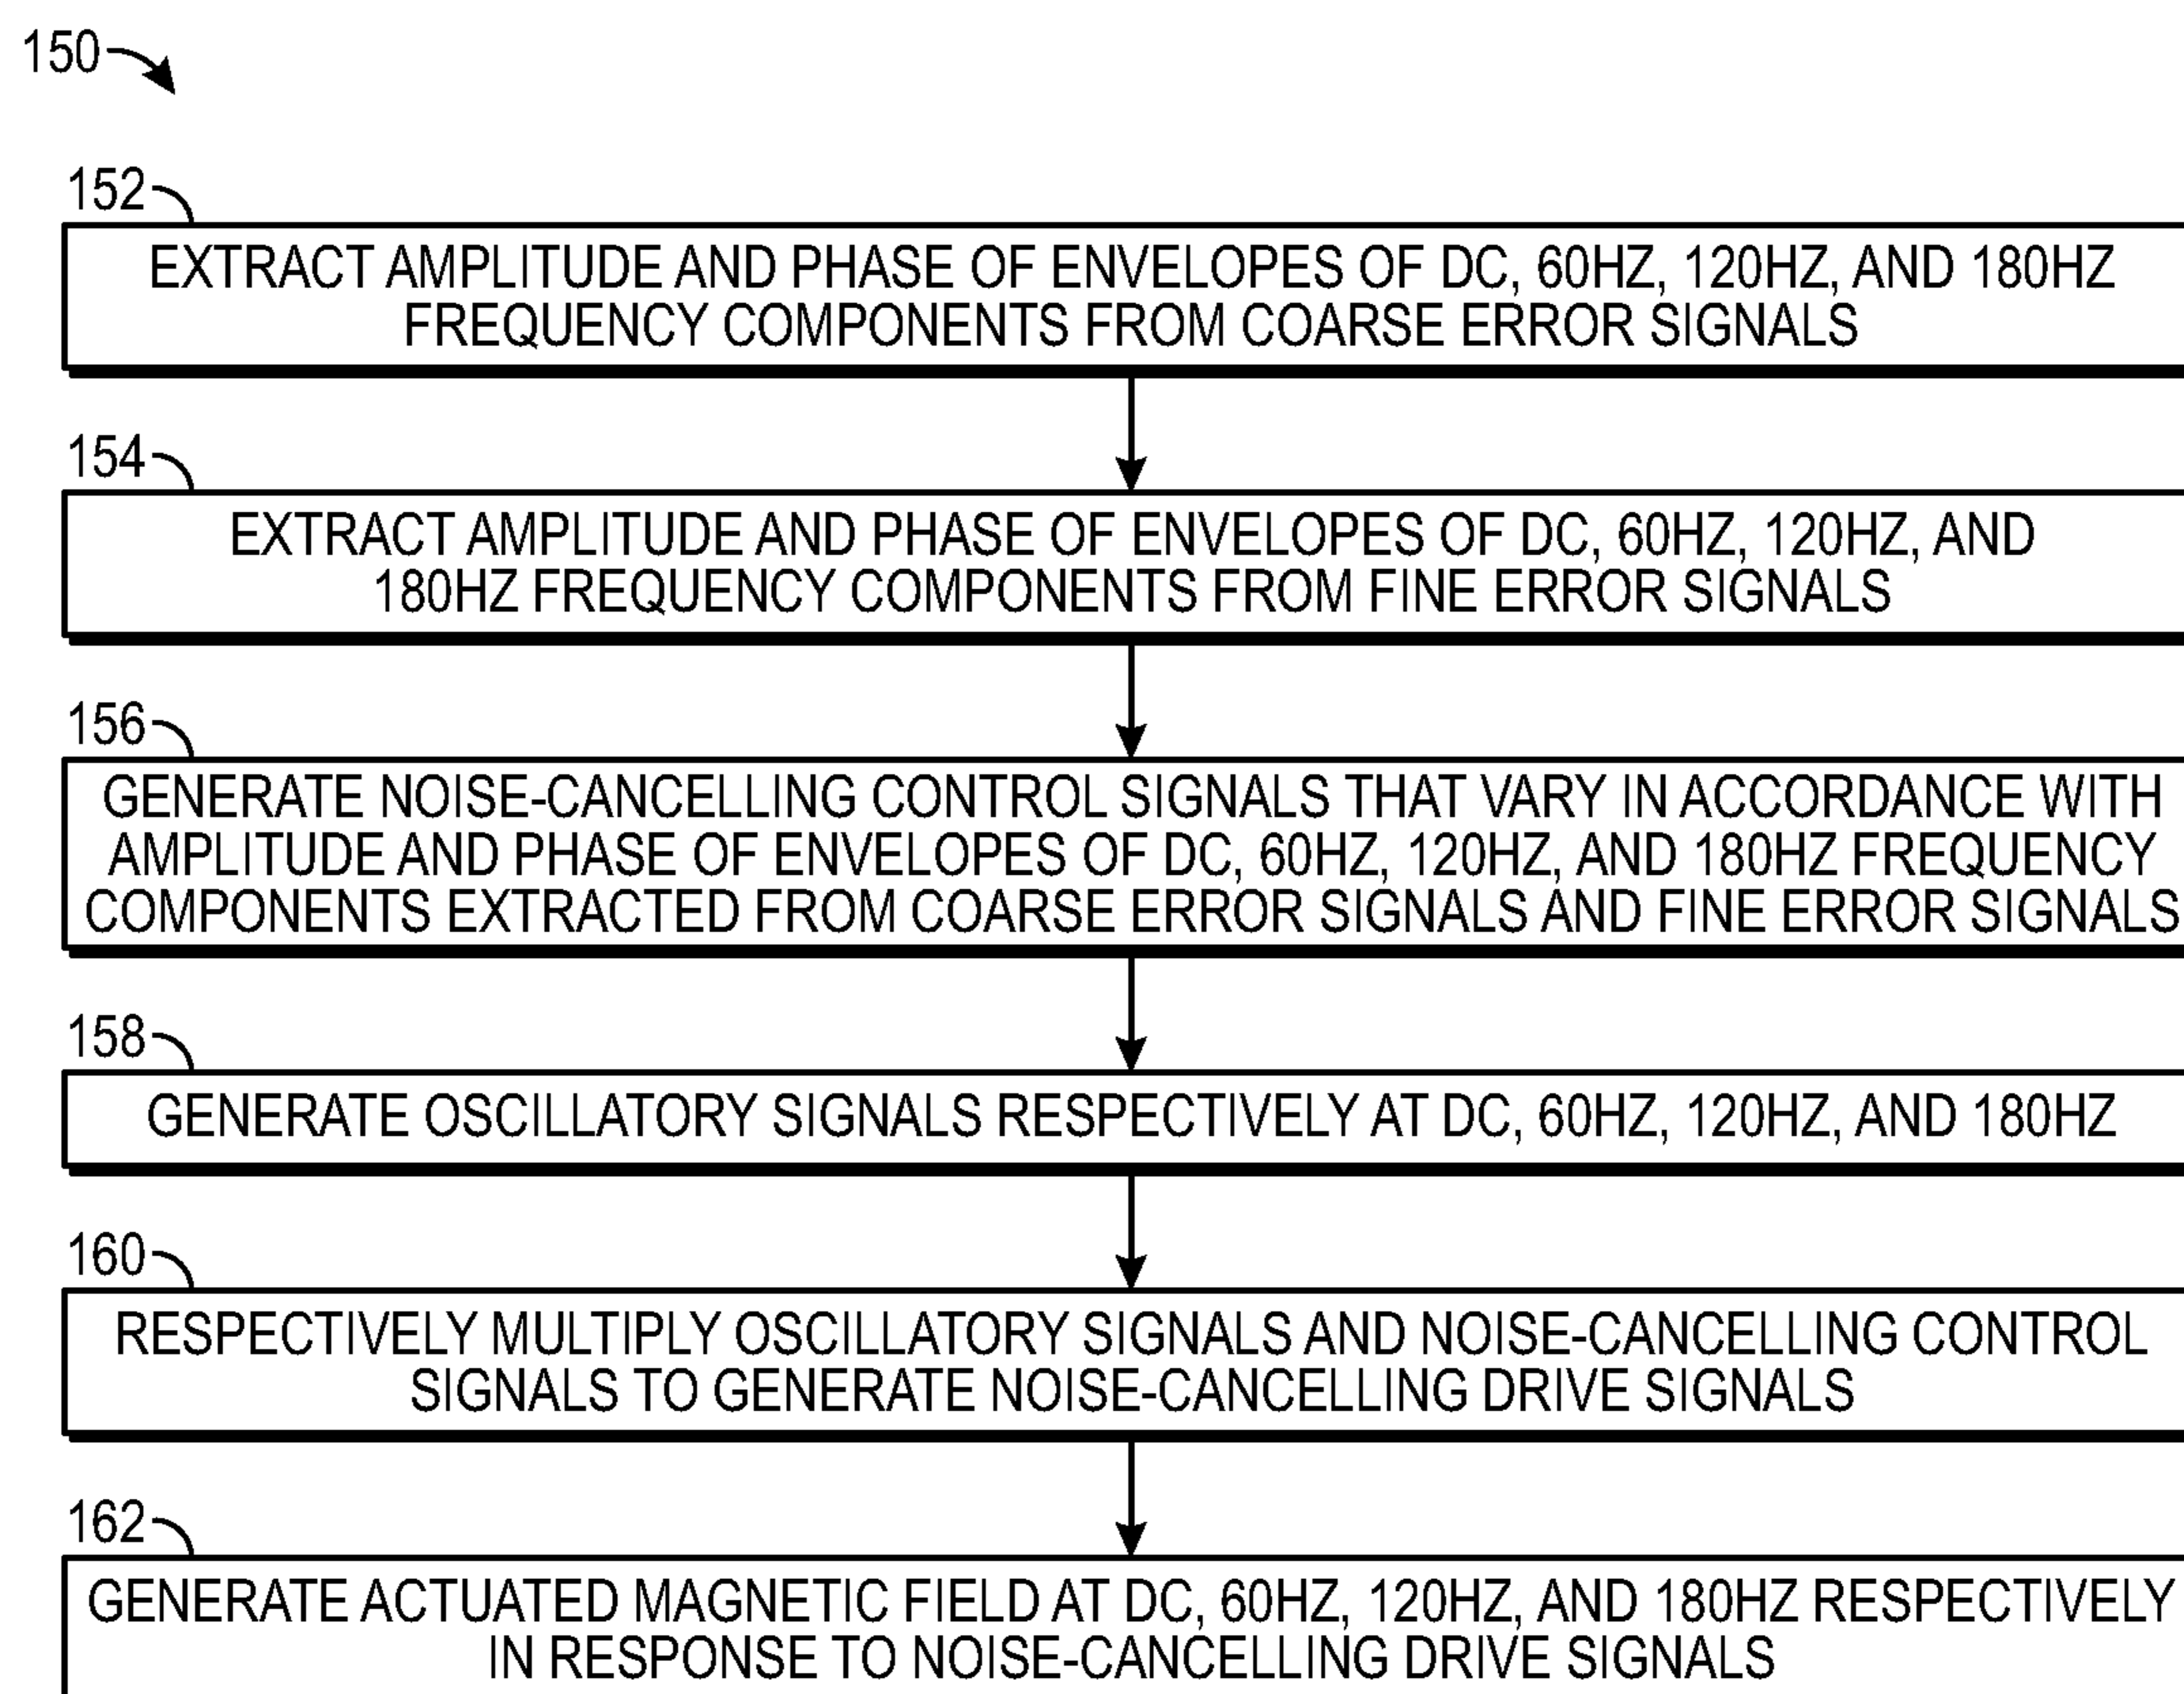 150
152
EXTRACT AMPLITUDE AND PHASE OF ENVELOPES OF DC, 60HZ, 120HZ, AND 180HZ
FREQUENCY COMPONENTS FROM COARSE ERROR SIGNALS
154
EXTRACT AMPLITUDE AND PHASE OF ENVELOPES OF DC, 60HZ, 120HZ, AND
180HZ FREQUENCY COMPONENTS FROM FINE ERROR SIGNALS
156
GENERATE NOISE-CANCELLING CONTROL SIGNALS THAT VARY IN ACCORDANCE WITH
AMPLITUDE AND PHASE OF ENVELOPES OF DC, 60HZ, 120HZ, AND 180HZ FREQUENCY
COMPONENTS EXTRACTED FROM COARSE ERROR SIGNALS AND FINE ERROR SIGNALS
158
GENERATE OSCILLATORY SIGNALS RESPECTIVELY AT DC, 60HZ, 120HZ, AND 180HZ
160
RESPECTIVELY MULTIPLY OSCILLATORY SIGNALS AND NOISE-CANCELLING CONTROL
SIGNALS TO GENERATE NOISE-CANCELLING DRIVE SIGNALS
162
GENERATE ACTUATED MAGNETIC FIELD AT DC, 60HZ, 120HZ, AND 180HZ RESPECTIVELY
IN RESPONSE TO NOISE-CANCELLING DRIVE SIGNALS